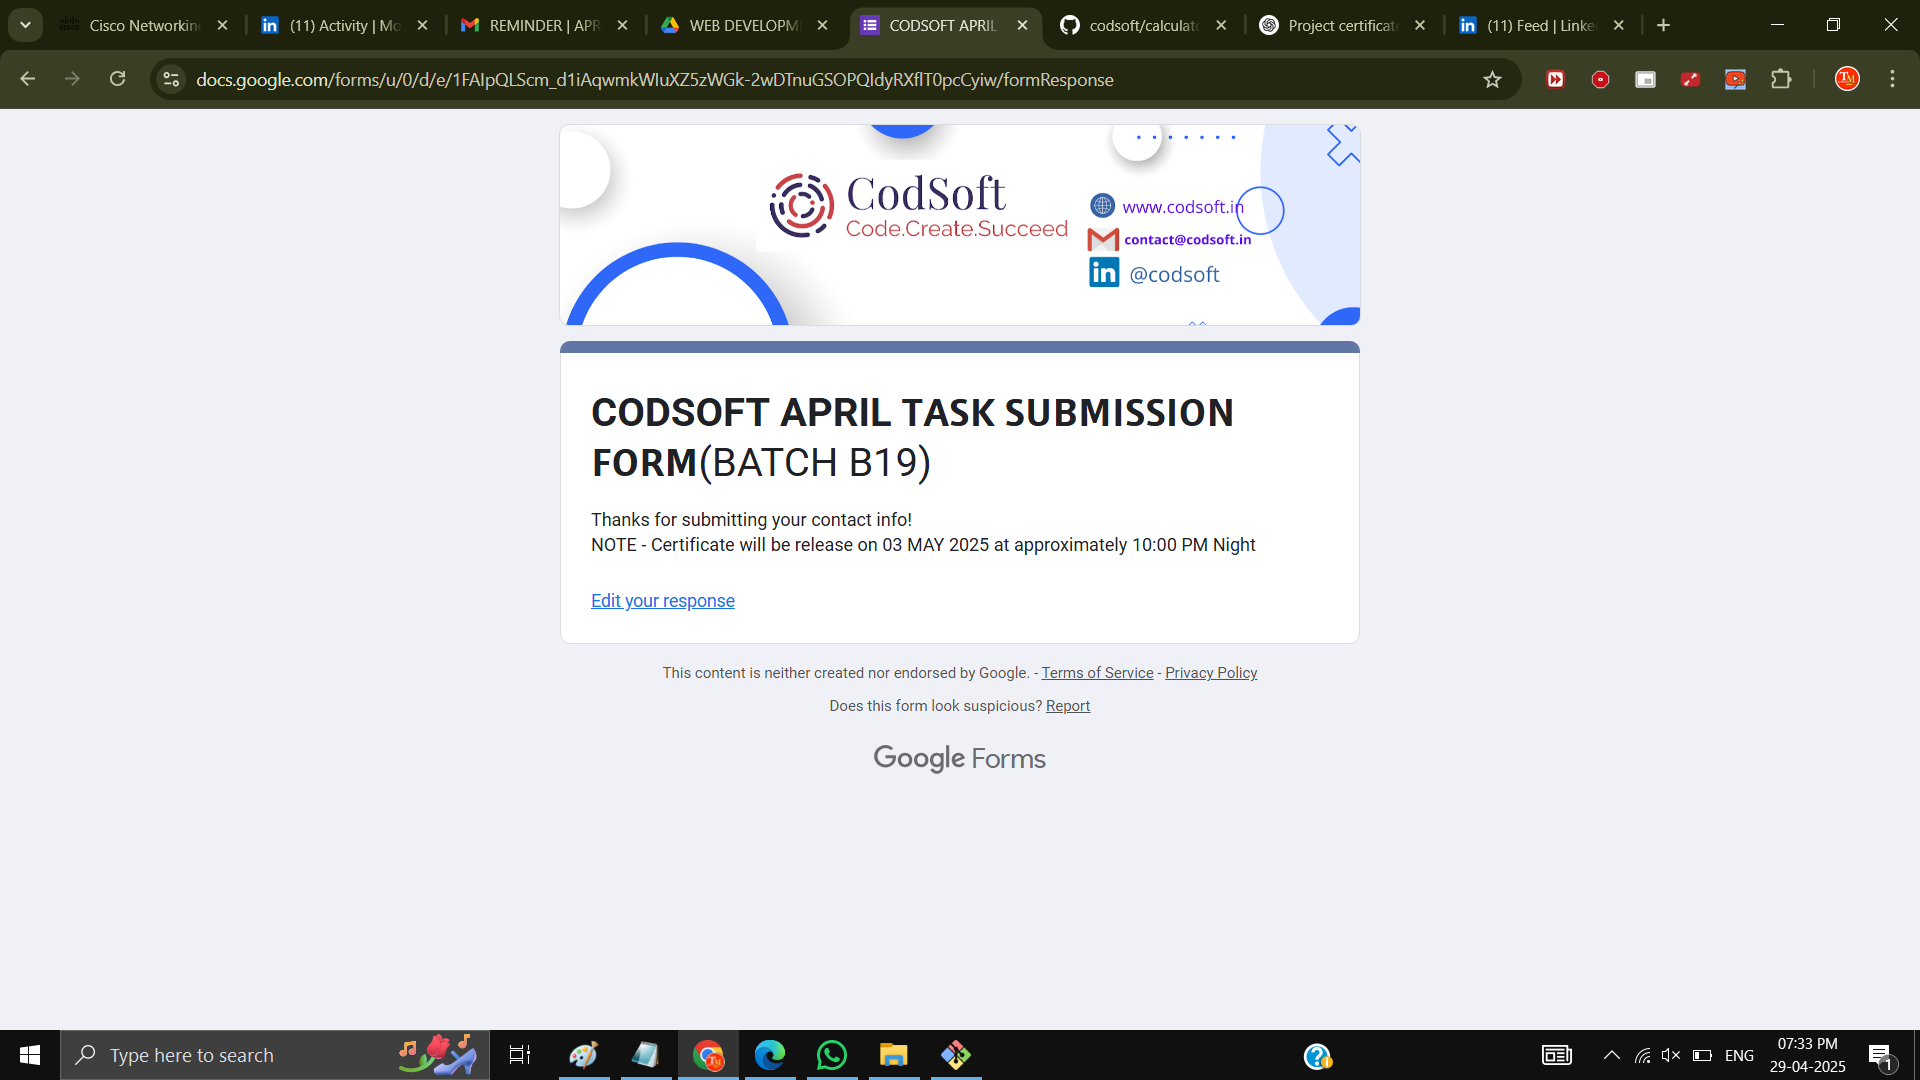 Cisco Networking
(11) Activity | Mo
REMINDER | APR
WEB DEVELOPM
CODSOFT APRIL
codsoft/calculat
Project certificat
(11) Feed | Linke
docs.google.com/forms/u/0/d/e/1FAIpQLScm_d1iAqwmkWIuXZ5zWGk-2wDTnuGSOPQIdyRXflT0pcCyiw/formResponse
CodSoft
Code.Create.Succeed
www.codsoft.in
contact@codsoft.in
@codsoft
CODSOFT APRIL TASK SUBMISSION
FORM(BATCH B19)
Thanks for submitting your contact info!
NOTE - Certificate will be release on 03 MAY 2025 at approximately 10:00 PM Night
Edit your response
This content is neither created nor endorsed by Google. - Terms of Service - Privacy Policy
Does this form look suspicious? Report
Google Forms
Type here to search
ENG
07:33 PM
29-04-2025
1